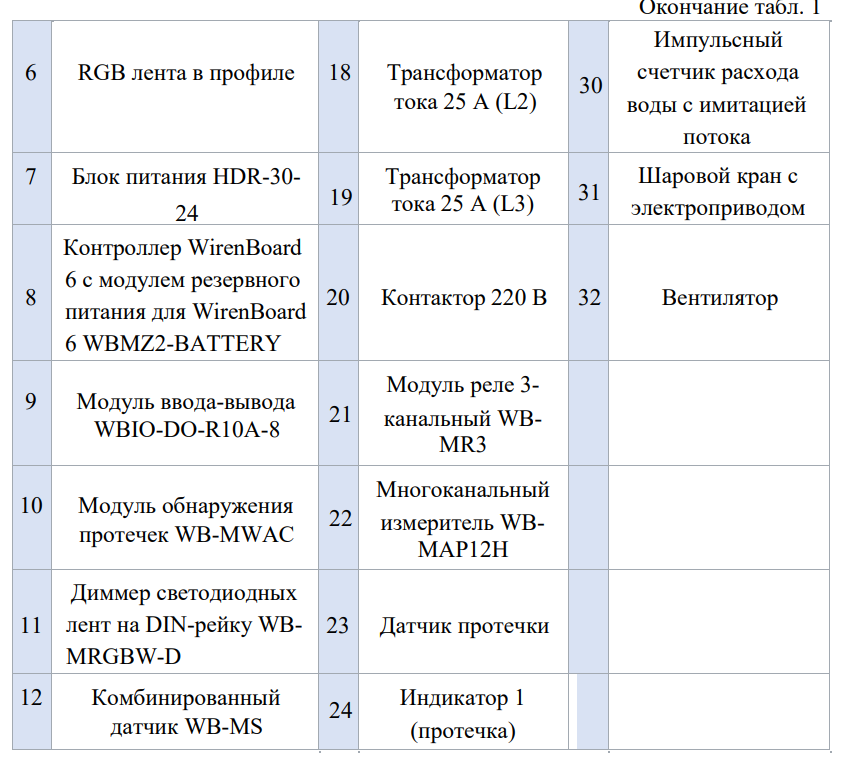 Окончание табл. 1
6
RGB лента в профиле
18
Трансформатор
тока 25 А (L2)
30
Импульсный
счетчик расхода
воды с имитацией
потока
7
Блок питания HDR-30-
24
19
Трансформатор
тока 25 А (L3)
31
Шаровой кран с
электроприводом
8
Контроллер WirenBoard
6 с модулем резервного
питания для WirenBoard
6 WBMZ2-BATTERY
20
Контактор 220 В
32
Вентилятор
9
Модуль ввода-вывода
WBIO-DO-R10A-8
21
Модуль реле 3-
канальный WB-
MR3
10
Модуль обнаружения
протечек WB-MWAC
22
Многоканальный
измеритель WB-
MAP12H
11
Диммер светодиодных
лент на DIN-рейку WB-
MRGBW-D
23
Датчик протечки
12
Комбинированный
датчик WB-MS
24
Индикатор 1
(протечка)